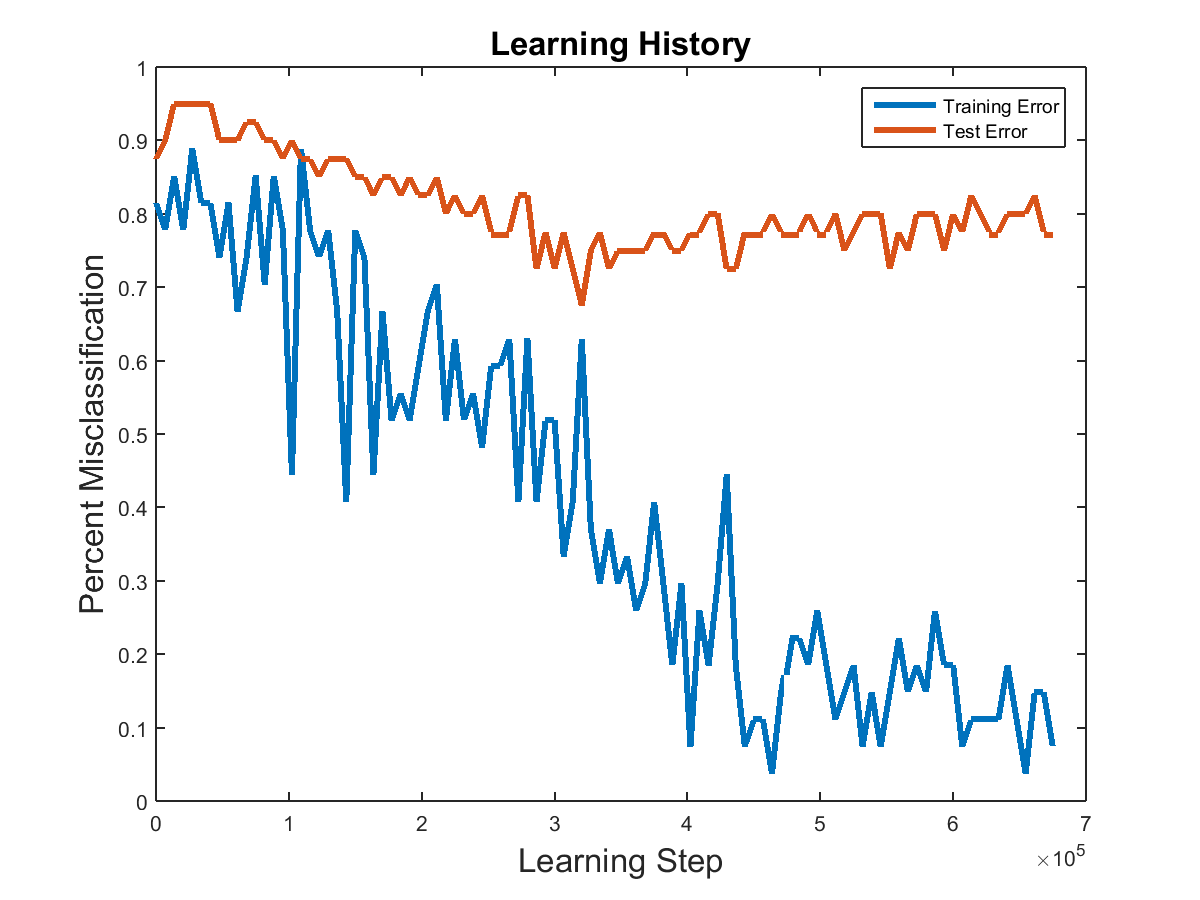 Learning History
Training Error
Test Error
Percent Misclassification
1
0.9
0.8
0.7
0.6
0.5
0.4
0.3
0.2
0.1
0
0 1 2 3 4 5 6 7
×10⁵
Learning Step